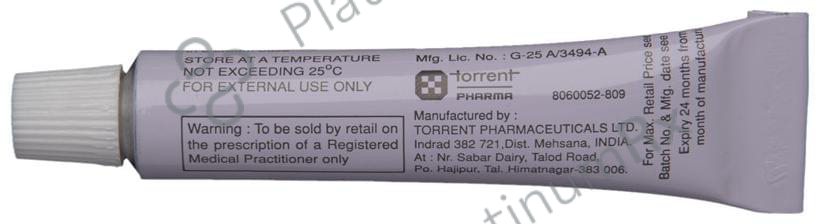 STORE AT A TEMPERATURE
NOT EXCEEDING 25°C
FOR EXTERNAL USE ONLY
Warning : To be sold by retail on
the prescription of a Registered
Medical Practitioner only
Mfg. Lic. No. : G-25 A/3494-A
torrent
PHARMA
8060052-809
Manufactured by :
TORRENT PHARMACEUTICALS LTD.
Indrad 382 721, Dist. Mehsana, INDIA
At : Nr. Sabar Dairy, Talod Road,
Po. Hajipur, Tal. Himatnagar-383 006.
For Max. Retail Price
Batch No. & Mfg. date see
Expiry 24 months from
month of manufacture